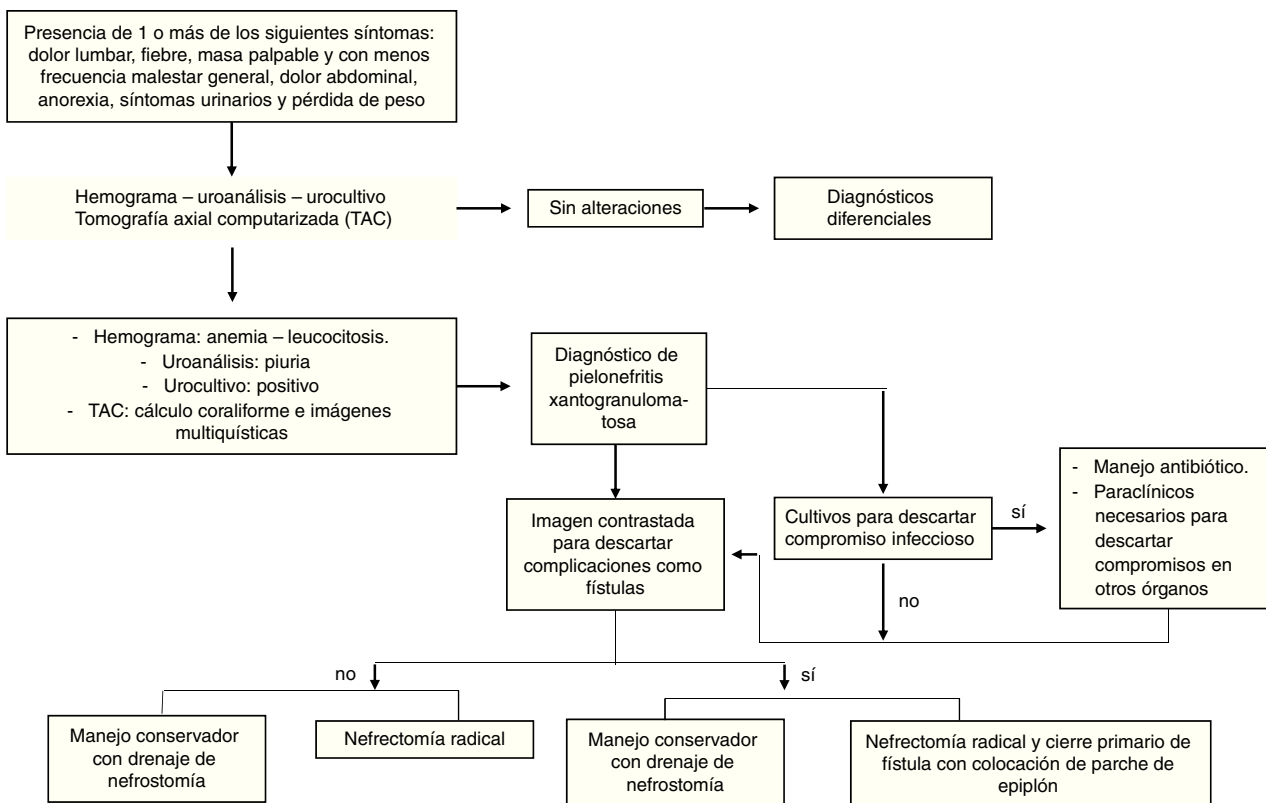 Presencia de 1 o más de los siguientes síntomas:
dolor lumbar, fiebre, masa palpable y con menos
frecuencia malestar general, dolor abdominal,
anorexia, síntomas urinarios y pérdida de peso
Hemograma – uroanálisis – urocultivo
Tomografía axial computarizada (TAC)
Sin alteraciones
Diagnósticos
diferenciales
- Hemograma: anemia – leucocitosis.
- Uroanálisis: piuria
- Urocultivo: positivo
- TAC: cálculo coraliforme e imágenes
multiquísticas
Diagnóstico de
pielonefritis
xantogranuloma-
tosa
Imagen contrastada
para descartar
complicaciones como
fístulas
Cultivos para descartar
compromiso infeccioso
sí
- Manejo antibiótico.
- Paraclínicos
necesarios para
descartar
compromisos en
otros órganos
no
no
sí
Manejo conservador
con drenaje de
nefrostomía
Nefrectomía radical
Manejo conservador
con drenaje de
nefrostomía
Nefrectomía radical y cierre primario de
fístula con colocación de parche de
epiplón